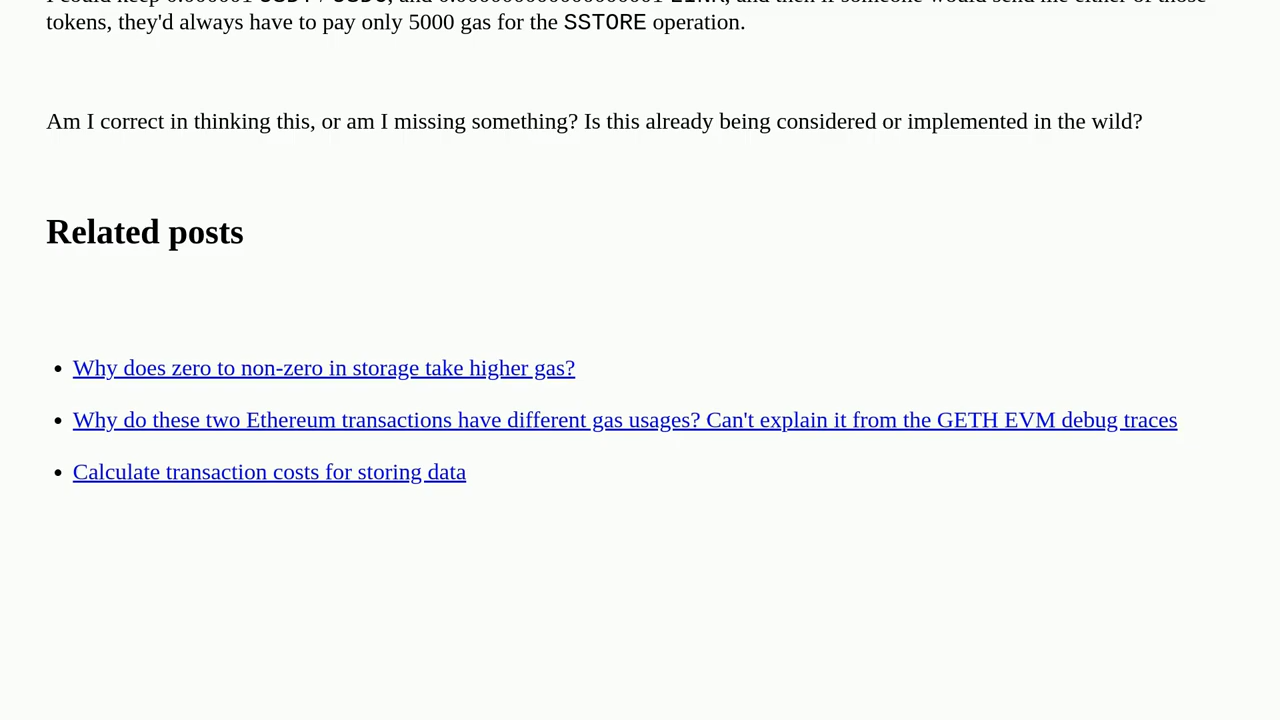 tokens, they'd always have to pay only 5000 gas for the SSTORE operation.
Am I correct in thinking this, or am I missing something? Is this already being considered or implemented in the wild?
Related posts
• Why does zero to non-zero in storage take higher gas?
• Why do these two Ethereum transactions have different gas usages? Can't explain it from the GETH EVM debug traces
• Calculate transaction costs for storing data